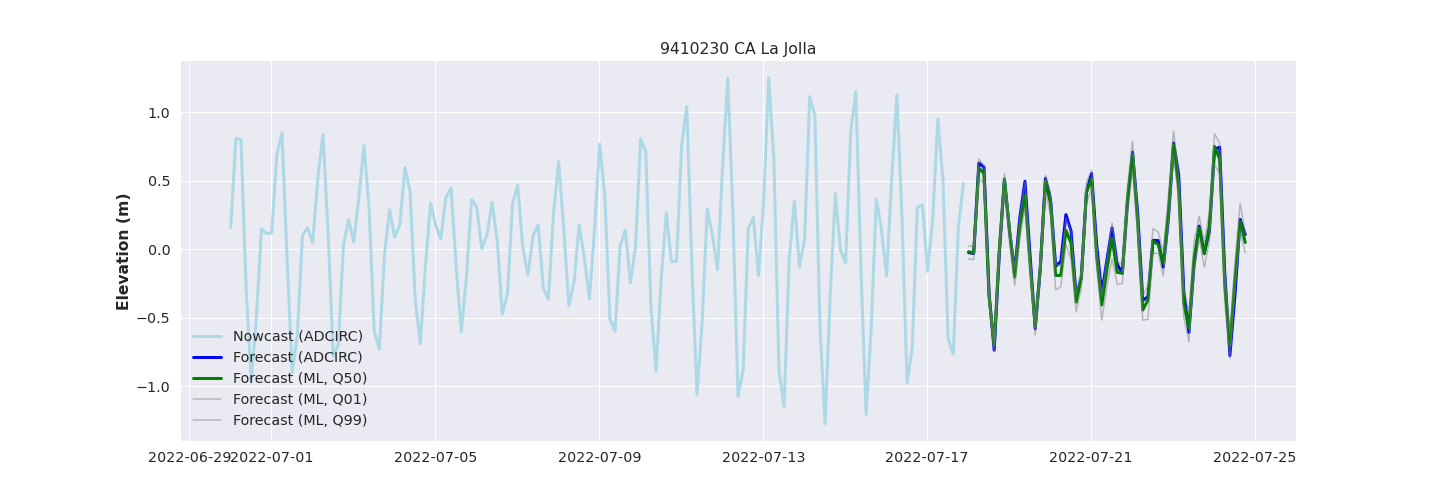 9410230 CA La Jolla
Elevation (m)
1.0
0.5
0.0
−0.5
−1.0
Nowcast (ADCIRC)
Forecast (ADCIRC)
Forecast (ML, Q50)
Forecast (ML, Q01)
Forecast (ML, Q99)
2022-06-29 2022-07-01 2022-07-05 2022-07-09 2022-07-13 2022-07-17 2022-07-21 2022-07-25